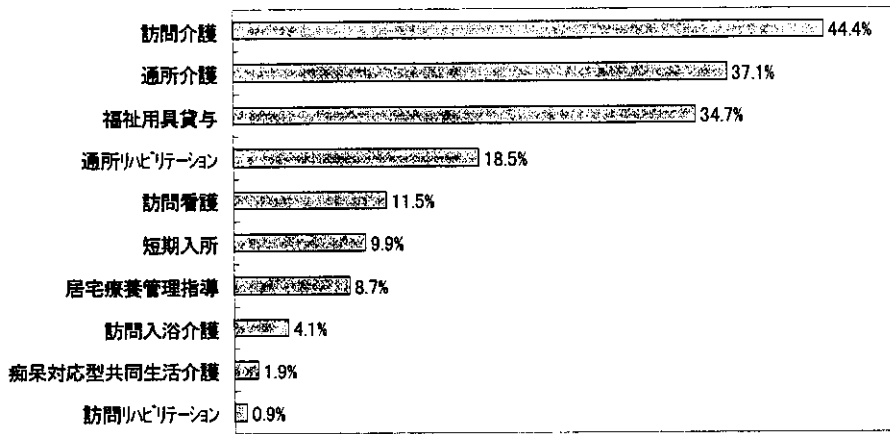 訪問介護 44.4%
通所介護 37.1%
福祉用具貸与 34.7%
通所ﾘﾊﾋﾞﾘﾃｰｼｮﾝ 18.5%
訪問看護 11.5%
短期入所 9.9%
居宅療養管理指導 8.7%
訪問入浴介護 4.1%
痴呆対応型共同生活介護 1.9%
訪問ﾘﾊﾋﾞﾘﾃｰｼｮﾝ 0.9%